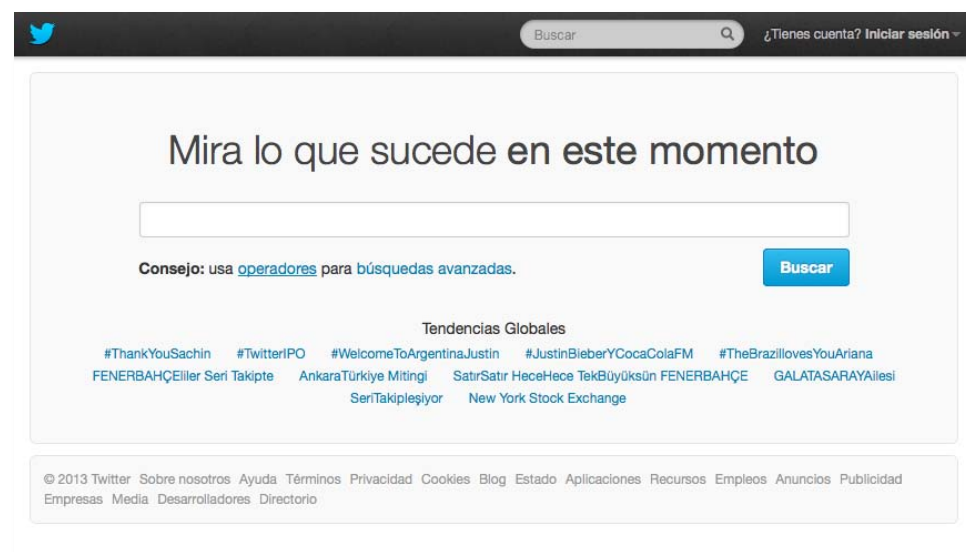 Buscar ¿Tienes cuenta? Iniciar sesión
Mira lo que sucede en este momento
Consejo: usa operadores para búsquedas avanzadas. Buscar
Tendencias Globales
#ThankYouSachin #TwitterIPO #WelcomeToArgentinaJustin #JustinBieberYCocaColaFM #TheBrazillovesYouAriana
FENERBAHÇEliler Seri Takipte AnkaraTürkiye Mitingi SatırSatır HeceHece TekBüyüksün FENERBAHÇE GALATASARAYAilesi
SeriTakipleşiyor New York Stock Exchange
© 2013 Twitter Sobre nosotros Ayuda Términos Privacidad Cookies Blog Estado Aplicaciones Recursos Empleos Anuncios Publicidad
Empresas Media Desarrolladores Directorio